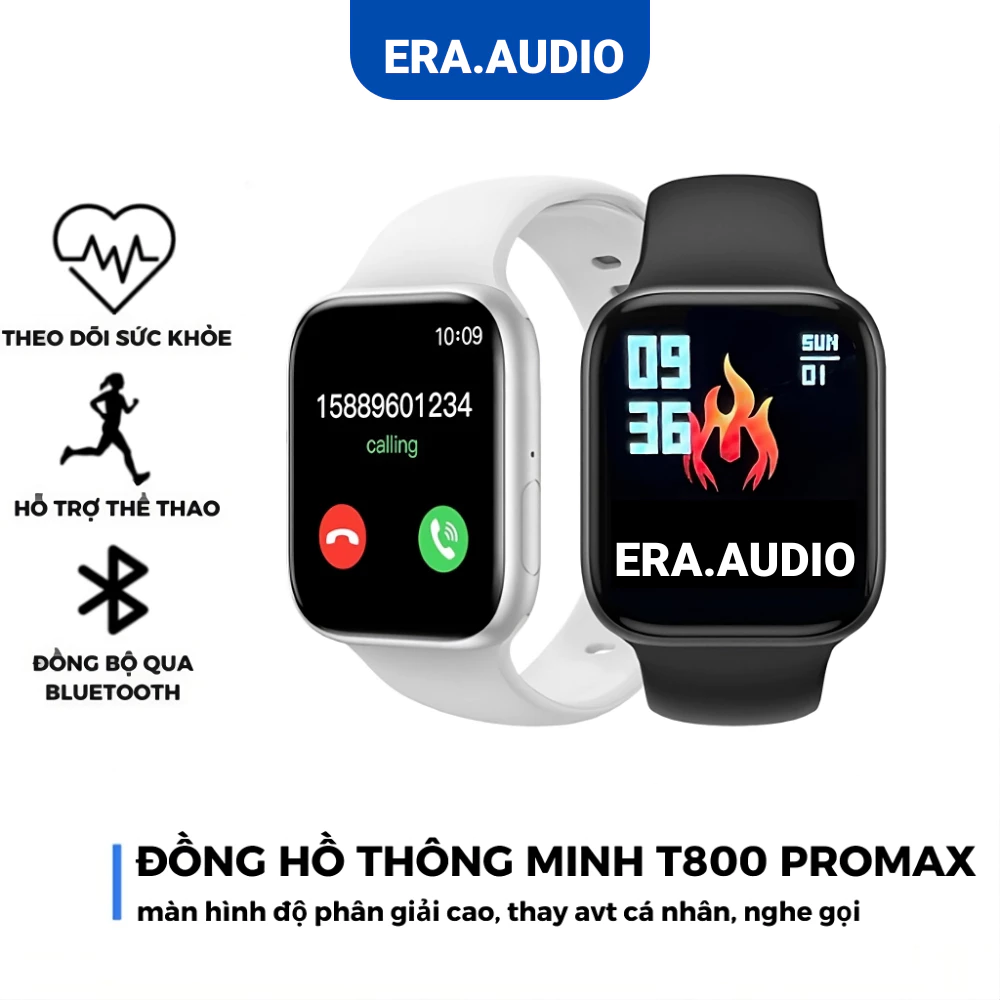 ERA.AUDIO
THEO DÕI SỨC KHỎE
HỖ TRỢ THỂ THAO
ĐỒNG BỘ QUA
BLUETOOTH
10:09
15889601234
calling
09
36
SUN
01
ERA.AUDIO
ĐỒNG HỒ THÔNG MINH T800 PROMAX
màn hình độ phân giải cao, thay avt cá nhân, nghe gọi